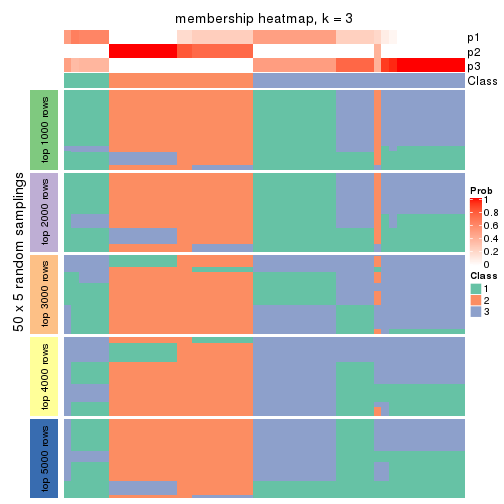 membership heatmap, k = 3
p1
p2
p3
Class
50 x 5 random samplings
top 1000 rows
top 2000 rows
top 3000 rows
top 4000 rows
top 5000 rows
Prob
1
0.8
0.6
0.4
0.2
0
Class
1
2
3